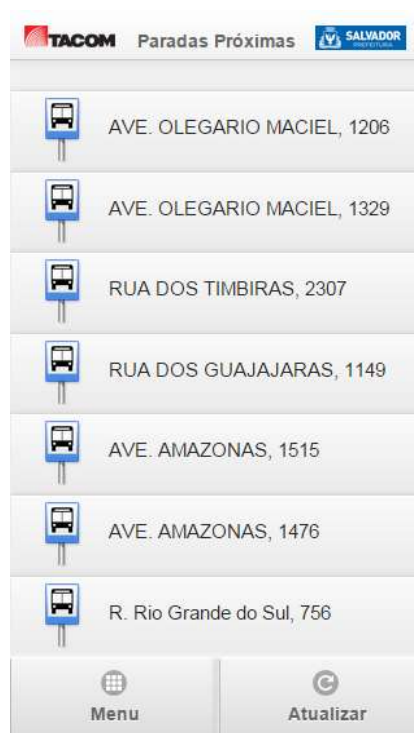 TACOM Paradas Próximas SALVADOR
PREFEITURA
AVE. OLEGARIO MACIEL, 1206
AVE. OLEGARIO MACIEL, 1329
RUA DOS TIMBIRAS, 2307
RUA DOS GUAJAJARAS, 1149
AVE. AMAZONAS, 1515
AVE. AMAZONAS, 1476
R. Rio Grande do Sul, 756
Menu Atualizar